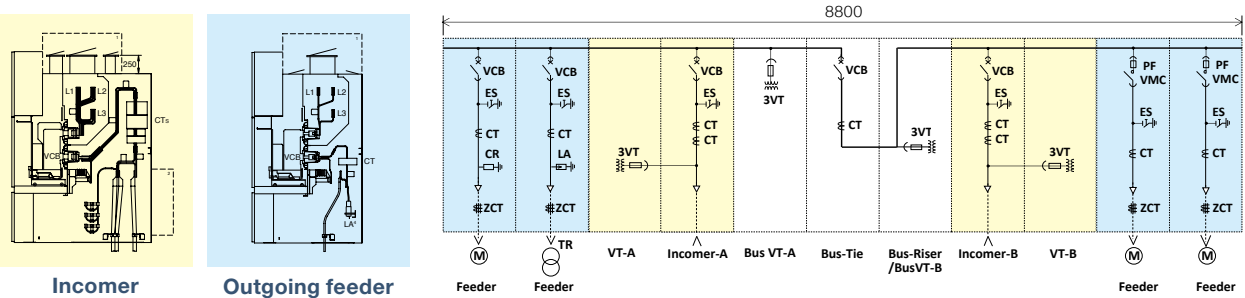 250
L1
L2
L3
CTs
VCB
Incomer
L1
L2
L3
VCB
CT
LA*
Outgoing feeder
8800
VCB
ES
CT
CR
ZCT
M
Feeder
VCB
ES
CT
LA
ZCT
TR
Feeder
3VT
VT-A
VCB
ES
CT
CT
Incomer-A
3VT
Bus VT-A
VCB
CT
Bus-Tie
3VT
Bus-Riser
/BusVT-B
VCB
ES
CT
CT
Incomer-B
3VT
VT-B
PF
VMC
ES
CT
ZCT
M
Feeder
PF
VMC
ES
CT
ZCT
M
Feeder